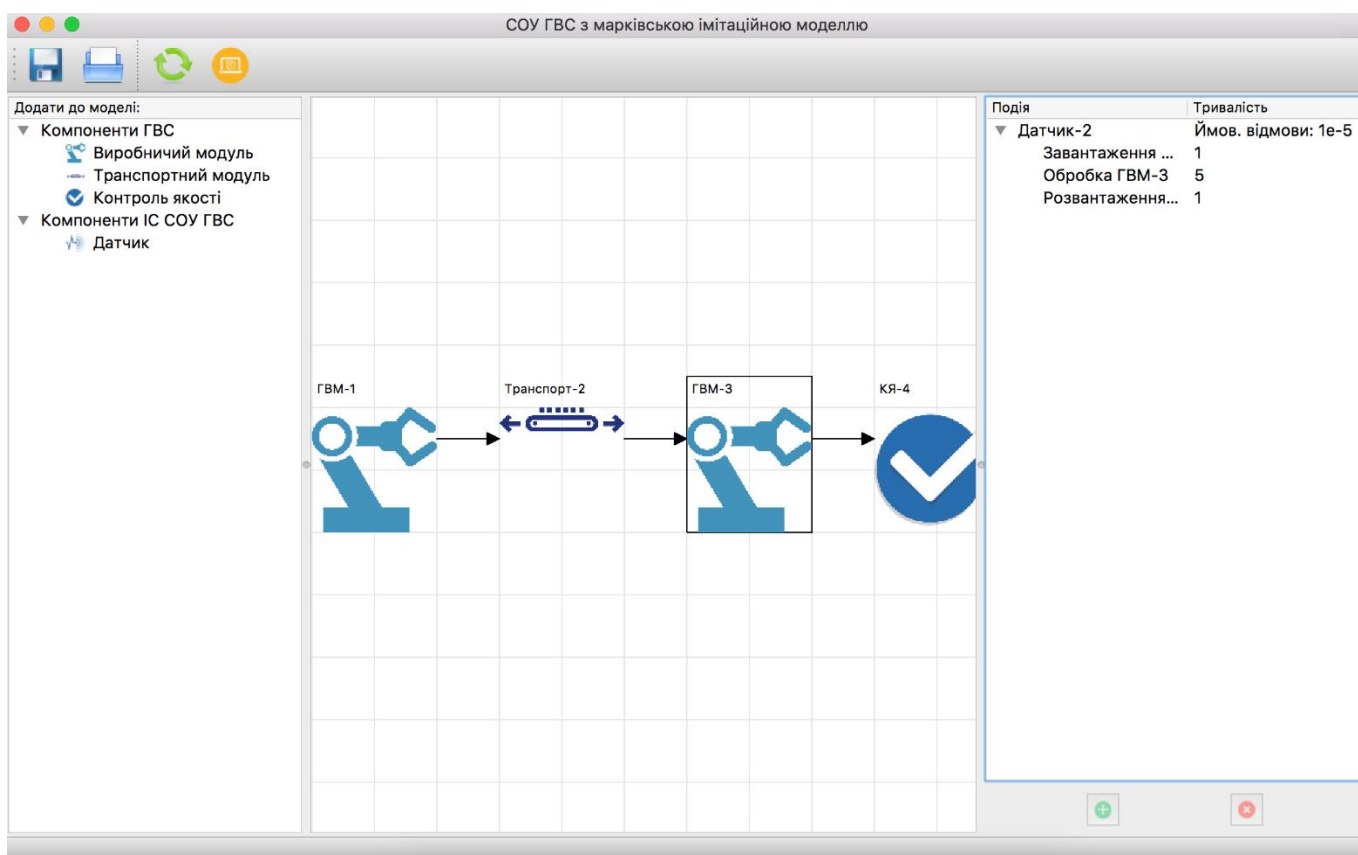 СОУ ГВС з марківською імітаційною моделлю
Додати до моделі:
Компоненти ГВС
Виробничий модуль
Транспортний модуль
Контроль якості
Компоненти ІС СОУ ГВС
Датчик
ГВМ-1
Транспорт-2
ГВМ-3
КЯ-4
Подія Тривалість
Датчик-2 Ймов. відмови: 1e-5
Завантаження ... 1
Обробка ГВМ-3 5
Розвантаження... 1